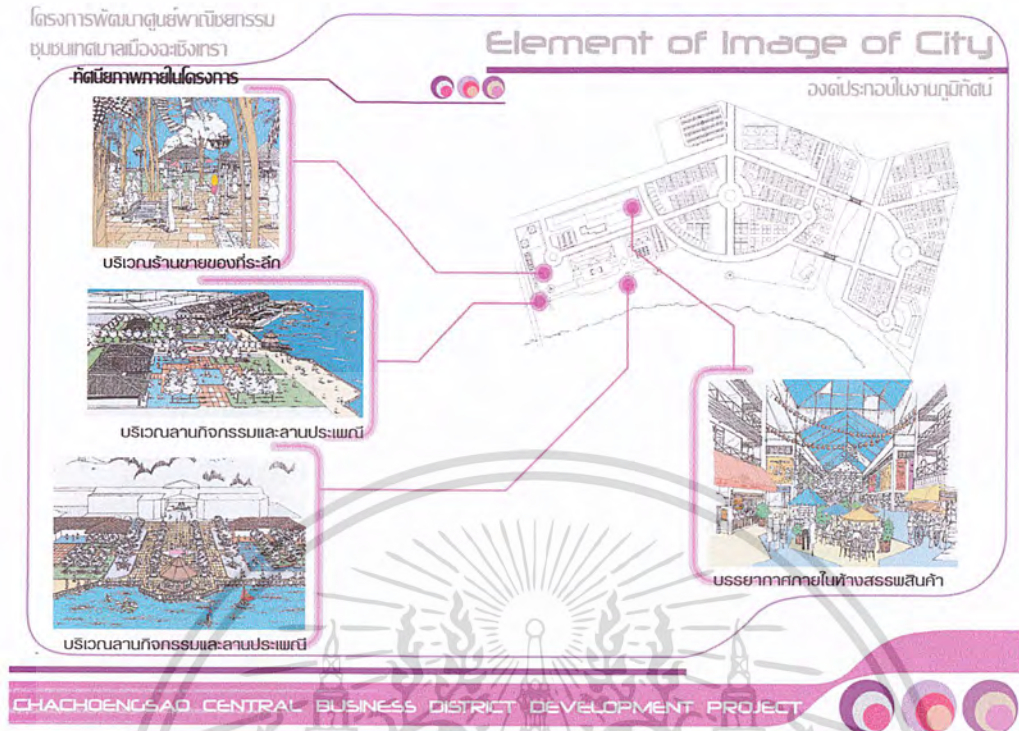 โครงการพัฒนาศูนย์พาณิชยกรรม
ชุมชนเทศบาลเมืองฉะเชิงเทรา
Element of Image of City
ทัศนียภาพภายในโครงการ
องค์ประกอบในงานภูมิทัศน์
บริเวณร้านขายของที่ระลึก
บริเวณลานกิจกรรมและลานประเพณี
บรรยากาศภายในห้างสรรพสินค้า
บริเวณลานกิจกรรมและลานประเพณี
CHACHOENGSAO CENTRAL BUSINESS DISTRICT DEVELOPMENT PROJECT